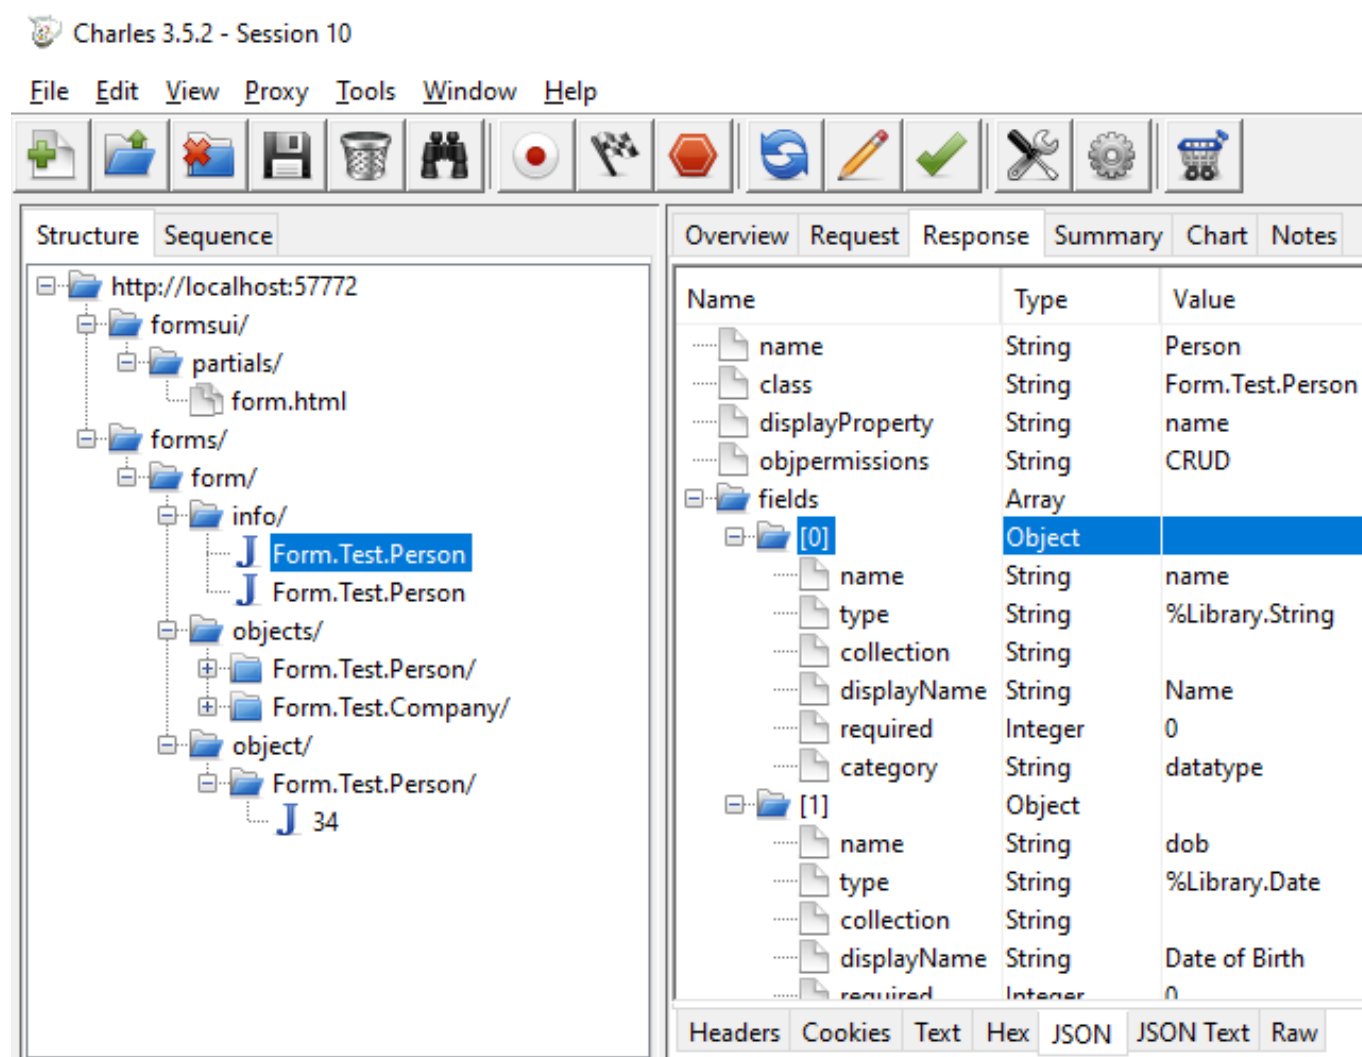 Charles 3.5.2 - Session 10
File Edit View Proxy Tools Window Help
Structure Sequence
http://localhost:57772
formsui/
partials/
form.html
forms/
form/
info/
Form.Test.Person
Form.Test.Person
objects/
Form.Test.Person/
Form.Test.Company/
object/
Form.Test.Person/
34
Overview Request Response Summary Chart Notes
Name Type Value
name String Person
class String Form.Test.Person
displayProperty String name
objpermissions String CRUD
fields Array
[0] Object
name String name
type String %Library.String
collection String
displayName String Name
required Integer 0
category String datatype
[1] Object
name String dob
type String %Library.Date
collection String
displayName String Date of Birth
required Integer 0
Headers Cookies Text Hex JSON JSON Text Raw